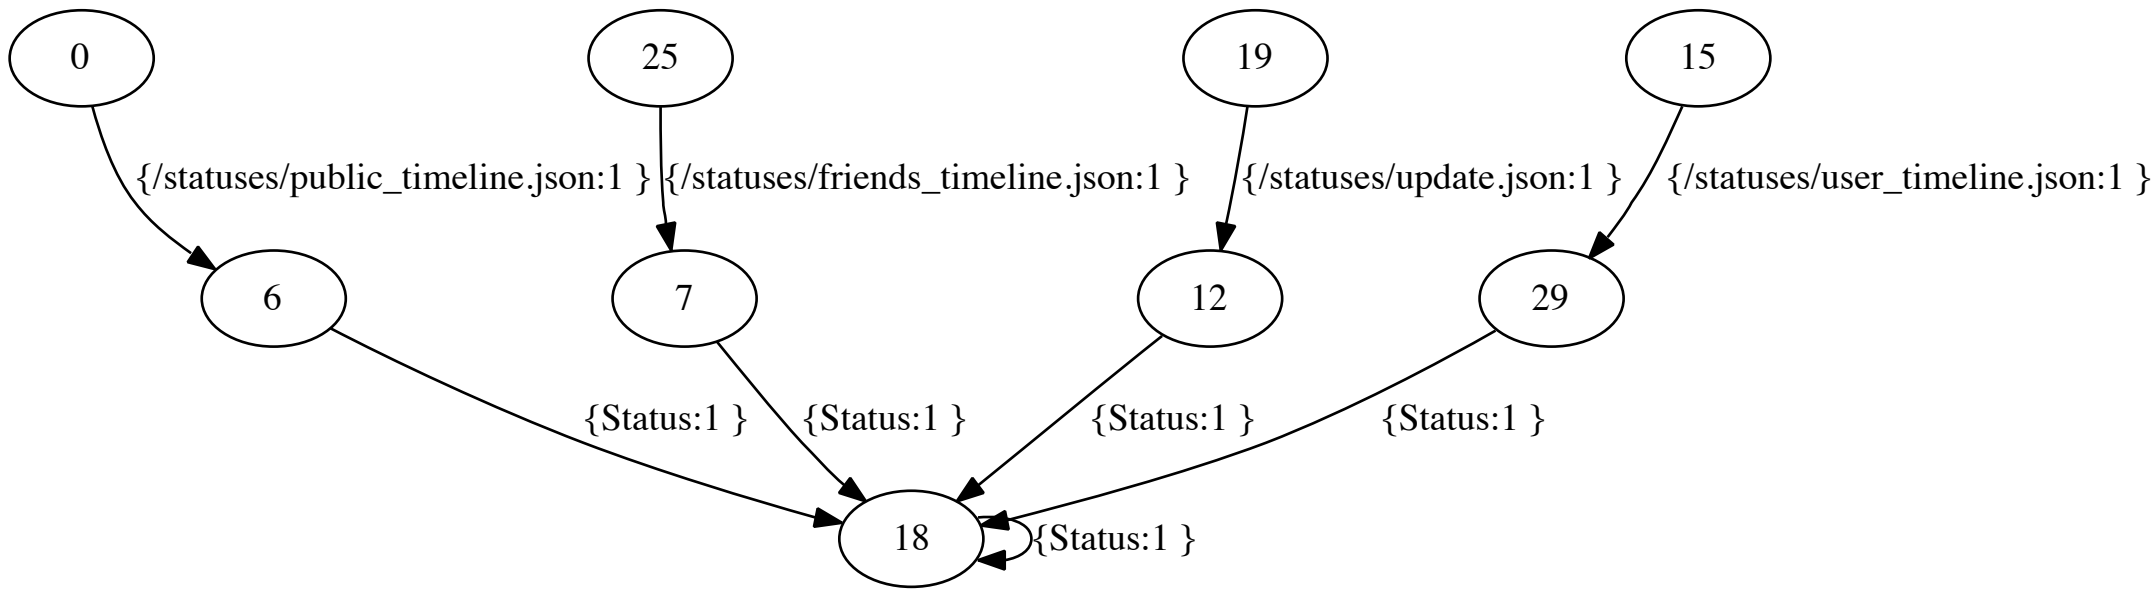 0
25
19
15
{/statuses/public_timeline.json:1 }
{/statuses/friends_timeline.json:1 }
{/statuses/update.json:1 }
{/statuses/user_timeline.json:1 }
6
7
12
29
{Status:1 }
{Status:1 }
{Status:1 }
{Status:1 }
18
{Status:1 }